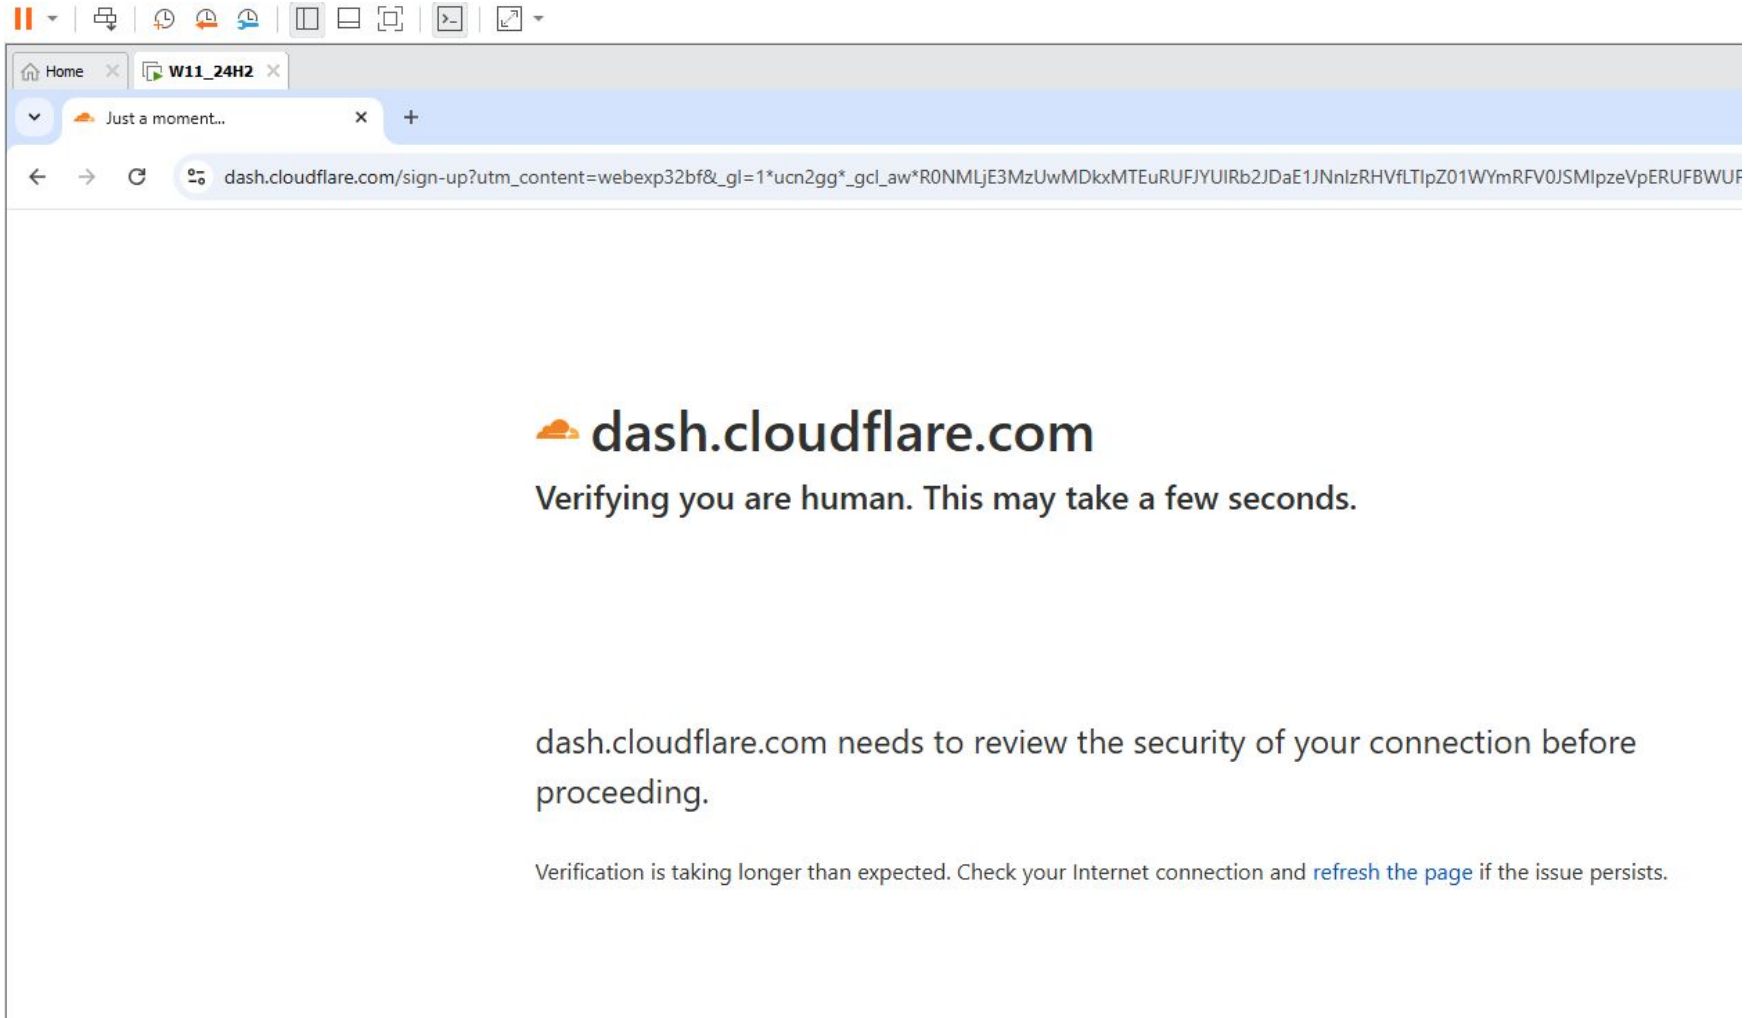 Home
W11_24H2
Just a moment...
dash.cloudflare.com/sign-up?utm_content=webexp32bf&_gl=1*ucn2gg*_gcl_aw*R0NMLjE3MzUwMDkxMTEuRUFJYUlRb2JDaE1JNnIzRHVfLTlpZ01WYmRFV0JSMlpzeVpERUFBWUF
dash.cloudflare.com
Verifying you are human. This may take a few seconds.
dash.cloudflare.com needs to review the security of your connection before
proceeding.
Verification is taking longer than expected. Check your Internet connection and refresh the page if the issue persists.